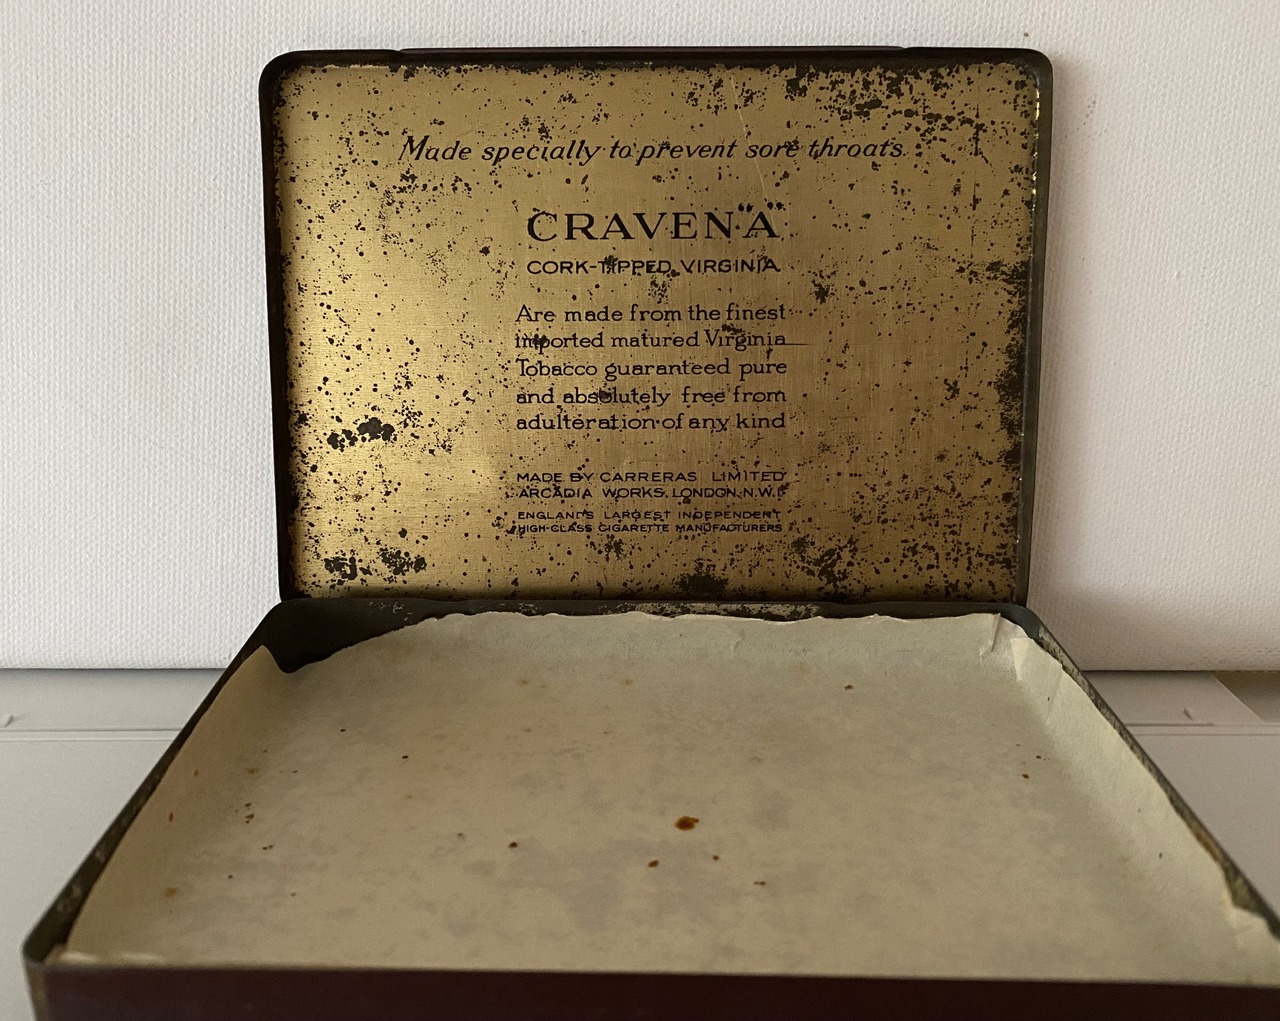 Made specially to prevent sore throats
CRAVEN "A"
CORK-TIPPED VIRGINIA
Are made from the finest
imported matured Virginia
Tobacco guaranteed pure
and absolutely free from
adulteration of any kind
MADE BY CARRERAS LIMITED
ARCADIA WORKS, LONDON, N.W.1.
ENGLAND'S LARGEST INDEPENDENT
HIGH-CLASS CIGARETTE MANUFACTURERS